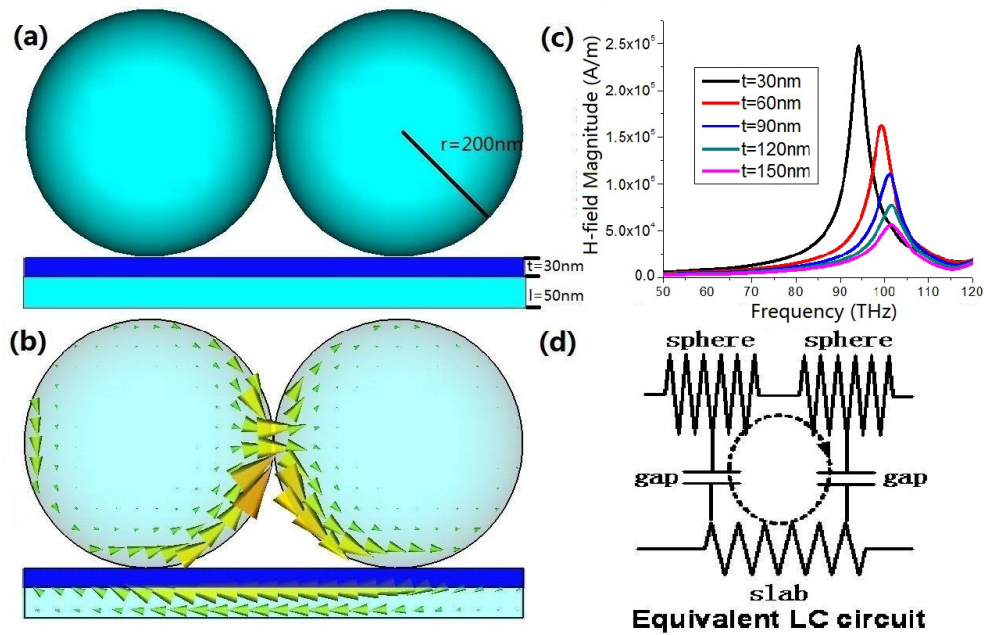 (a)
r=200nm
t=30nm
l=50nm
(b)
(c)
H-field Magnitude (A/m)
2.5x10⁵
2.0x10⁵
1.5x10⁵
1.0x10⁵
5.0x10⁴
0.0
t=30nm
t=60nm
t=90nm
t=120nm
t=150nm
50 60 70 80 90 100 110 120
Frequency (THz)
(d)
sphere sphere
gap gap
slab
Equivalent LC circuit